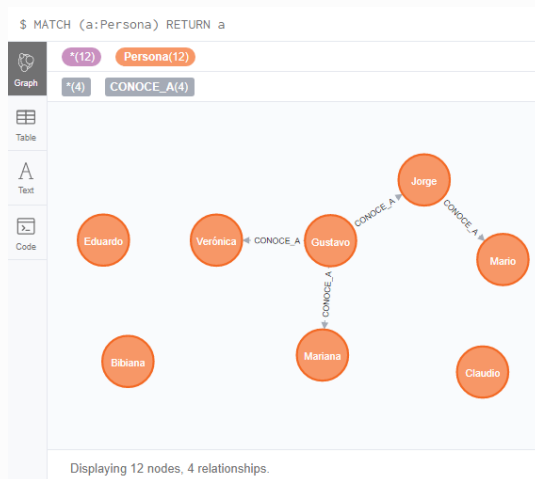 $ MATCH (a:Persona) RETURN a
Graph
*(12) Persona(12)
*(4) CONOCE_A(4)
Table
Text
Code
Jorge
CONOCE_A
CONOCE_A
Eduardo
Verónica
CONOCE_A
Gustavo
Mario
CONOCE_A
Mariana
Bibiana
Claudio
Displaying 12 nodes, 4 relationships.